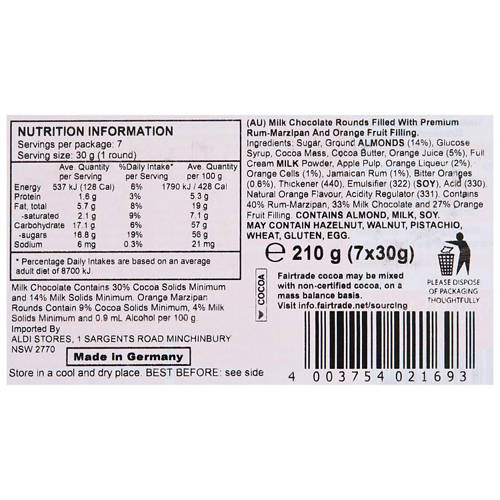 NUTRITION INFORMATION
Servings per package: 7
Serving size: 30 g (1 round)
Ave. Quantity per Serving %Daily Intake* per Serving Ave. Quantity per 100 g
Energy 537 kJ (128 Cal) 6% 1790 kJ / 428 Cal
Protein 1.6 g 3% 5.3 g
Fat, total 5.7 g 8% 19 g
-saturated 2.1 g 9% 7.1 g
Carbohydrate 17.1 g 6% 57 g
-sugars 16.8 g 19% 56 g
Sodium 6 mg 0.3% 21 mg
* Percentage Daily Intakes are based on an average
adult diet of 8700 kJ.
Milk Chocolate Contains 30% Cocoa Solids Minimum
and 14% Milk Solids Minimum. Orange Marzipan
Rounds Contain 9% Cocoa Solids Minimum, 4% Milk
Solids Minimum and 0.9 mL Alcohol per 100 g.
Imported By
ALDI STORES, 1 SARGENTS ROAD MINCHINBURY
NSW 2770
Made in Germany
Store in a cool and dry place. BEST BEFORE: see side
(AU) Milk Chocolate Rounds Filled With Premium
Rum-Marzipan And Orange Fruit Filling.
Ingredients: Sugar, Ground ALMONDS (14%), Glucose
Syrup, Cocoa Mass, Cocoa Butter, Orange Juice (5%), Full
Cream MILK Powder, Apple Pulp, Orange Liqueur (2%),
Orange Cells (1%), Jamaican Rum (1%), Bitter Oranges
(0.6%), Thickener (440), Emulsifier (322) (SOY), Acid (330),
Natural Orange Flavour, Acidity Regulator (331). Contains
40% Rum-Marzipan, 33% Milk Chocolate and 27% Orange
Fruit Filling. CONTAINS ALMOND, MILK, SOY.
MAY CONTAIN HAZELNUT, WALNUT, PISTACHIO,
WHEAT, GLUTEN, EGG.
℮ 210 g (7x30g)
COCOA
Fairtrade cocoa may be mixed
with non-certified cocoa, on a
mass balance basis.
Visit info.fairtrade.net/sourcing
PLEASE DISPOSE
OF PACKAGING
THOUGHTFULLY
4 003754 021693